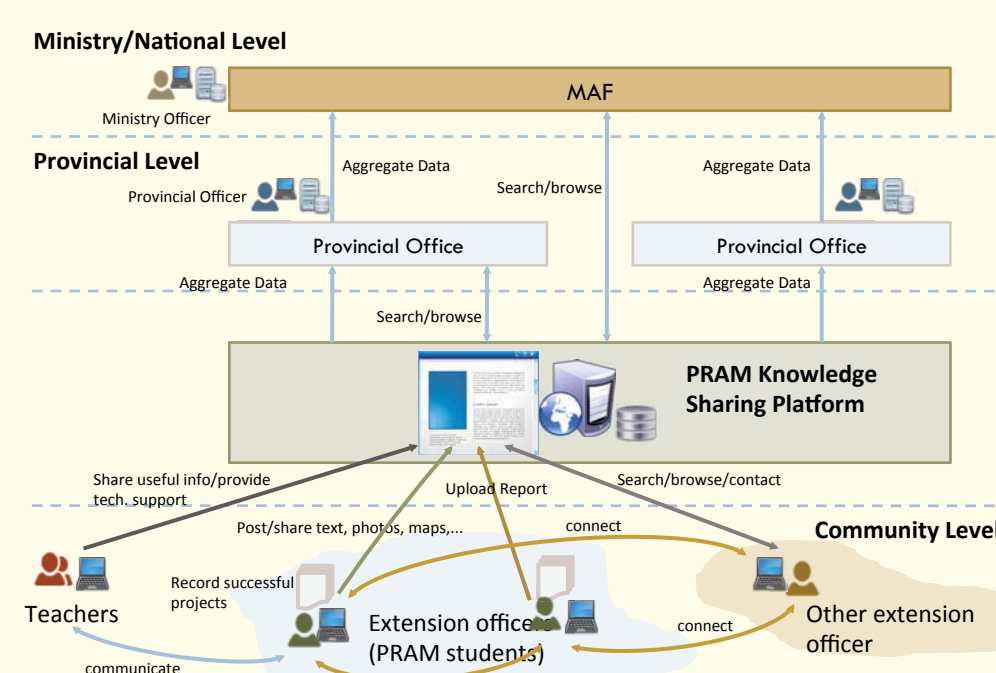 Ministry/National Level
MAF
Ministry Officer
Provincial Level
Aggregate Data
Aggregate Data
Search/browse
Provincial Officer
Provincial Office
Provincial Office
Aggregate Data
Aggregate Data
Search/browse
PRAM Knowledge
Sharing Platform
Share useful info/provide
tech. support
Search/browse/contact
Upload Report
Post/share text, photos, maps,...
connect
Community Level
Record successful
projects
Teachers
Extension officers
(PRAM students)
connect
Other extension
officer
communicate